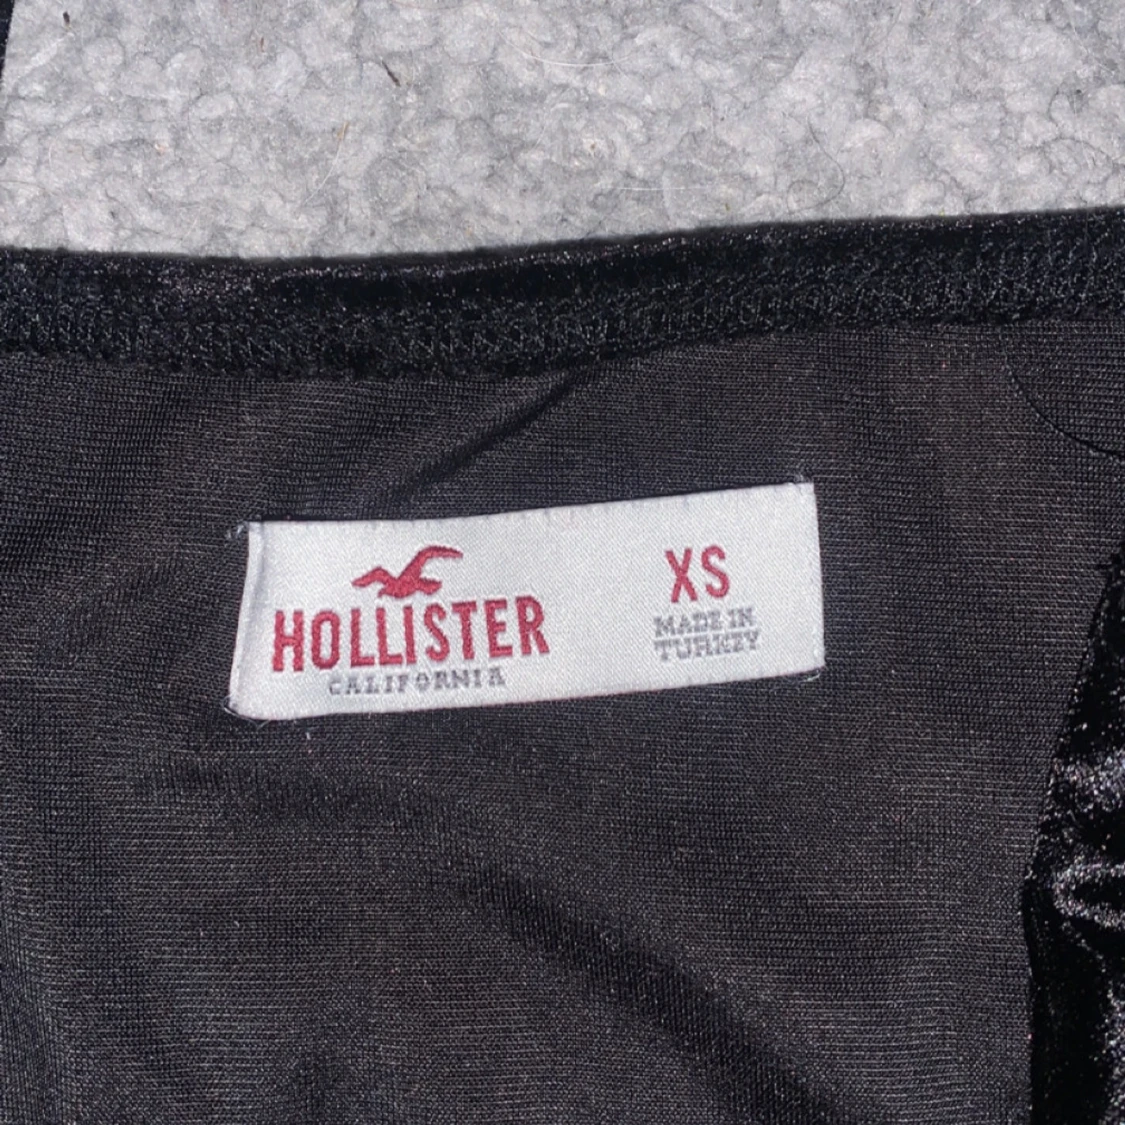 HOLLISTER
CALIFORNIA
XS
MADE IN
TURKEY